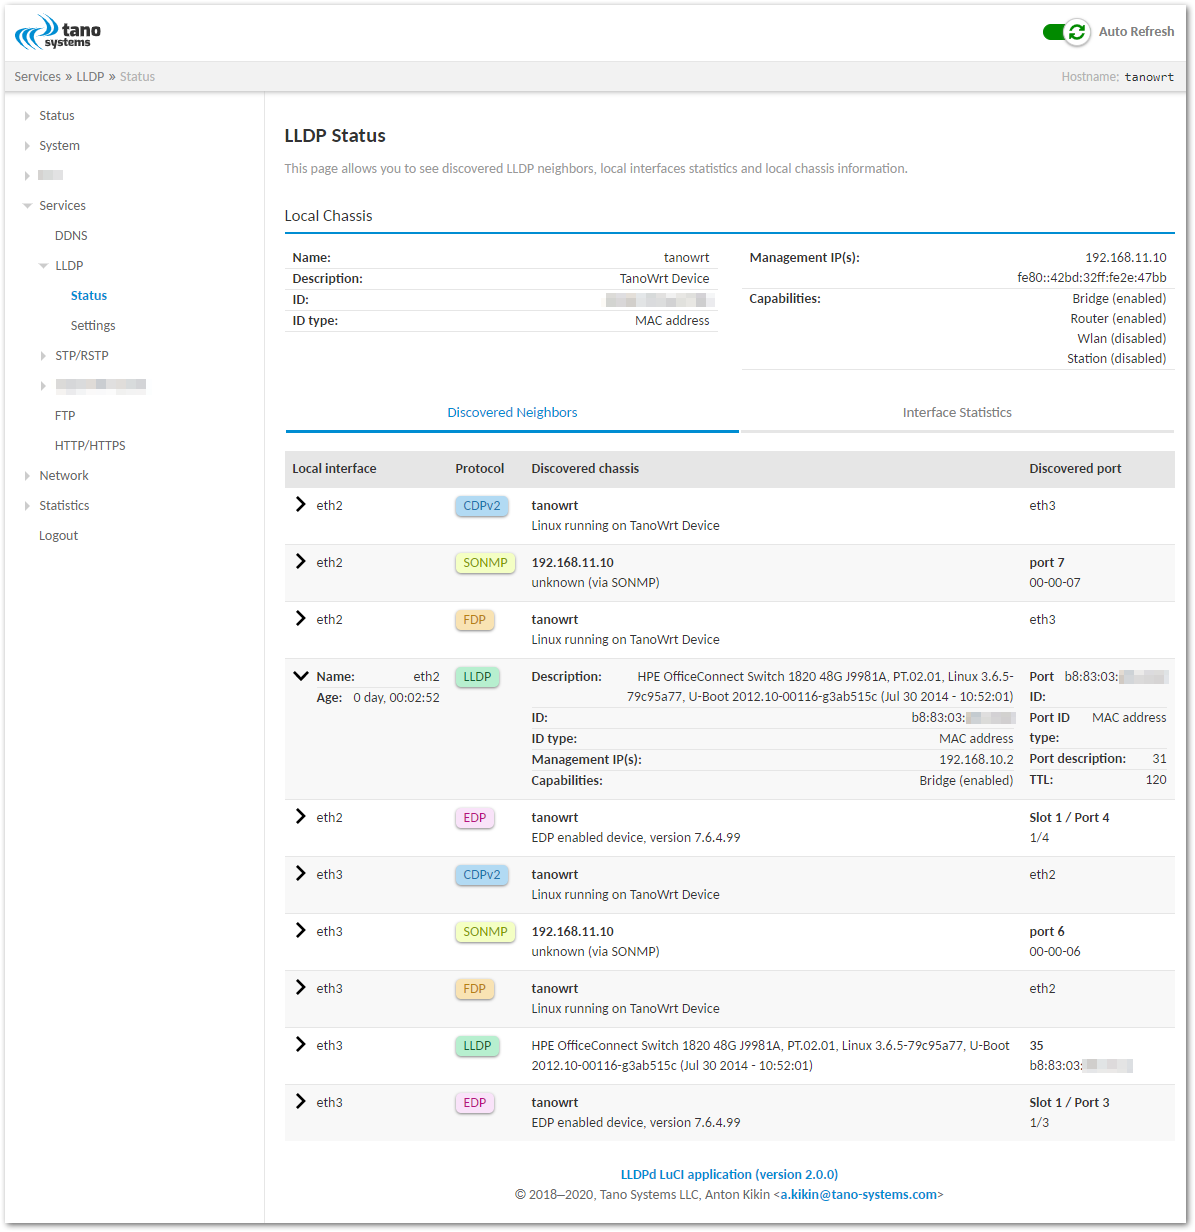 tano
systems
Auto Refresh
Services » LLDP » Status
Hostname: tanowrt
Status
System
Services
DDNS
LLDP
Status
Settings
STP/RSTP
FTP
HTTP/HTTPS
Network
Statistics
Logout
LLDP Status
This page allows you to see discovered LLDP neighbors, local interfaces statistics and local chassis information.
Local Chassis
Name: tanowrt
Description: TanoWrt Device
ID:
ID type: MAC address
Management IP(s): 192.168.11.10
fe80::42bd:32ff:fe2e:47bb
Capabilities: Bridge (enabled)
Router (enabled)
Wlan (disabled)
Station (disabled)
Discovered Neighbors Interface Statistics
Local interface Protocol Discovered chassis Discovered port
eth2 CDPv2 tanowrt eth3
Linux running on TanoWrt Device
eth2 SONMP 192.168.11.10 port 7
unknown (via SONMP) 00-00-07
eth2 FDP tanowrt eth3
Linux running on TanoWrt Device
Name: eth2
Age: 0 day, 00:02:52
LLDP
Description: HPE OfficeConnect Switch 1820 48G J9981A, PT.02.01, Linux 3.6.5-
79c95a77, U-Boot 2012.10-00116-g3ab515c (Jul 30 2014 - 10:52:01)
ID: b8:83:03:
ID type: MAC address
Management IP(s): 192.168.10.2
Capabilities: Bridge (enabled)
Port b8:83:03:
ID:
Port ID MAC address
type:
Port description: 31
TTL: 120
eth2 EDP tanowrt Slot 1 / Port 4
EDP enabled device, version 7.6.4.99 1/4
eth3 CDPv2 tanowrt eth2
Linux running on TanoWrt Device
eth3 SONMP 192.168.11.10 port 6
unknown (via SONMP) 00-00-06
eth3 FDP tanowrt eth2
Linux running on TanoWrt Device
eth3 LLDP HPE OfficeConnect Switch 1820 48G J9981A, PT.02.01, Linux 3.6.5-79c95a77, U-Boot 35
2012.10-00116-g3ab515c (Jul 30 2014 - 10:52:01) b8:83:03:
eth3 EDP tanowrt Slot 1 / Port 3
EDP enabled device, version 7.6.4.99 1/3
LLDPd LuCI application (version 2.0.0)
© 2018–2020, Tano Systems LLC, Anton Kikin <a.kikin@tano-systems.com>